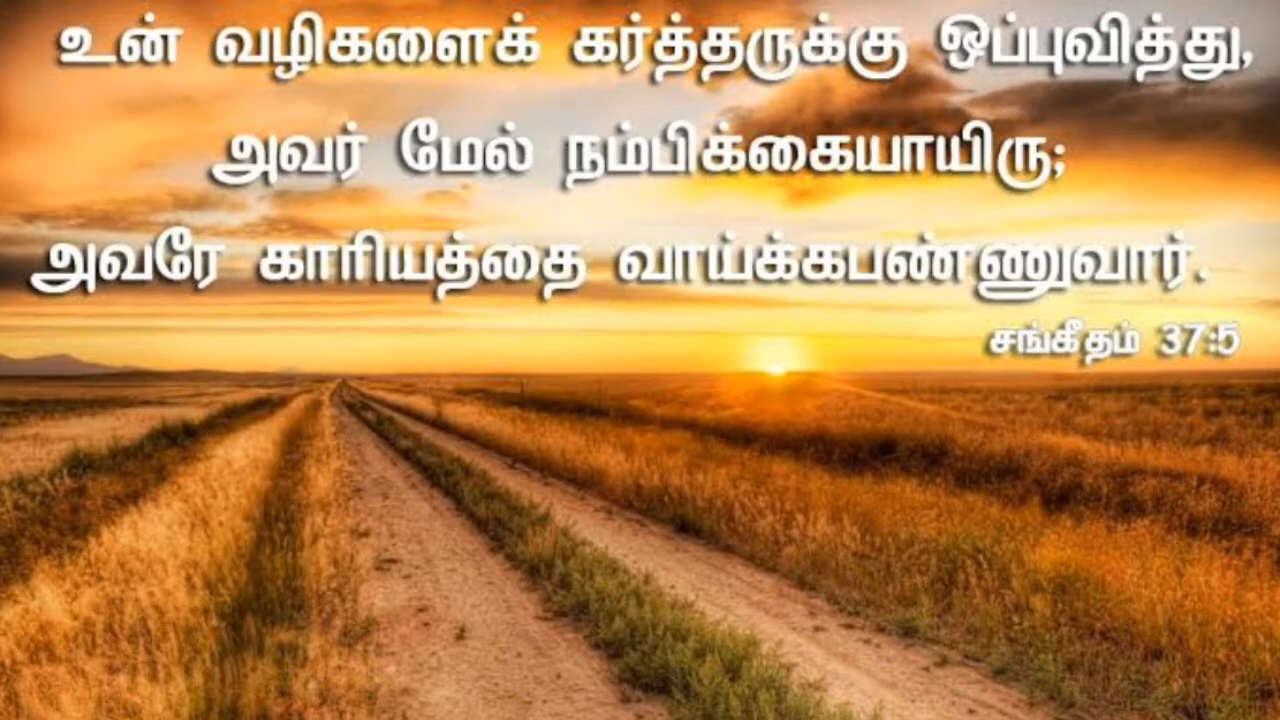 உன் வழிகளைக் கர்த்தருக்கு ஒப்புவித்து,
அவர் மேல் நம்பிக்கையாயிரு;
அவரே காரியத்தை வாய்க்கபண்ணுவார்.
சங்கீதம் 37:5